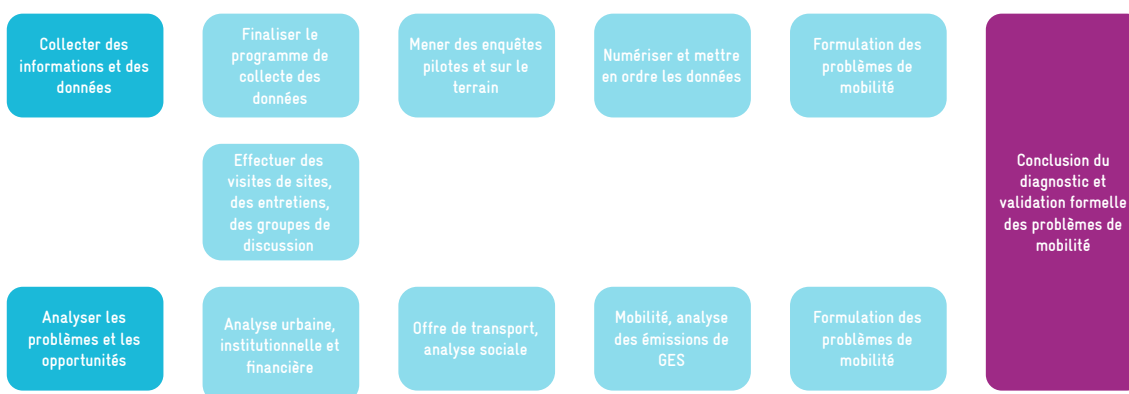 Collecter des
informations et des
données
Finaliser le
programme de
collecte des
données
Mener des enquêtes
pilotes et sur le
terrain
Numériser et mettre
en ordre les données
Formulation des
problèmes de
mobilité
Effectuer des
visites de sites,
des entretiens,
des groupes de
discussion
Conclusion du
diagnostic et
validation formelle
des problèmes de
mobilité
Analyser les
problèmes et les
opportunités
Analyse urbaine,
institutionnelle et
financière
Offre de transport,
analyse sociale
Mobilité, analyse
des émissions de
GES
Formulation des
problèmes de
mobilité